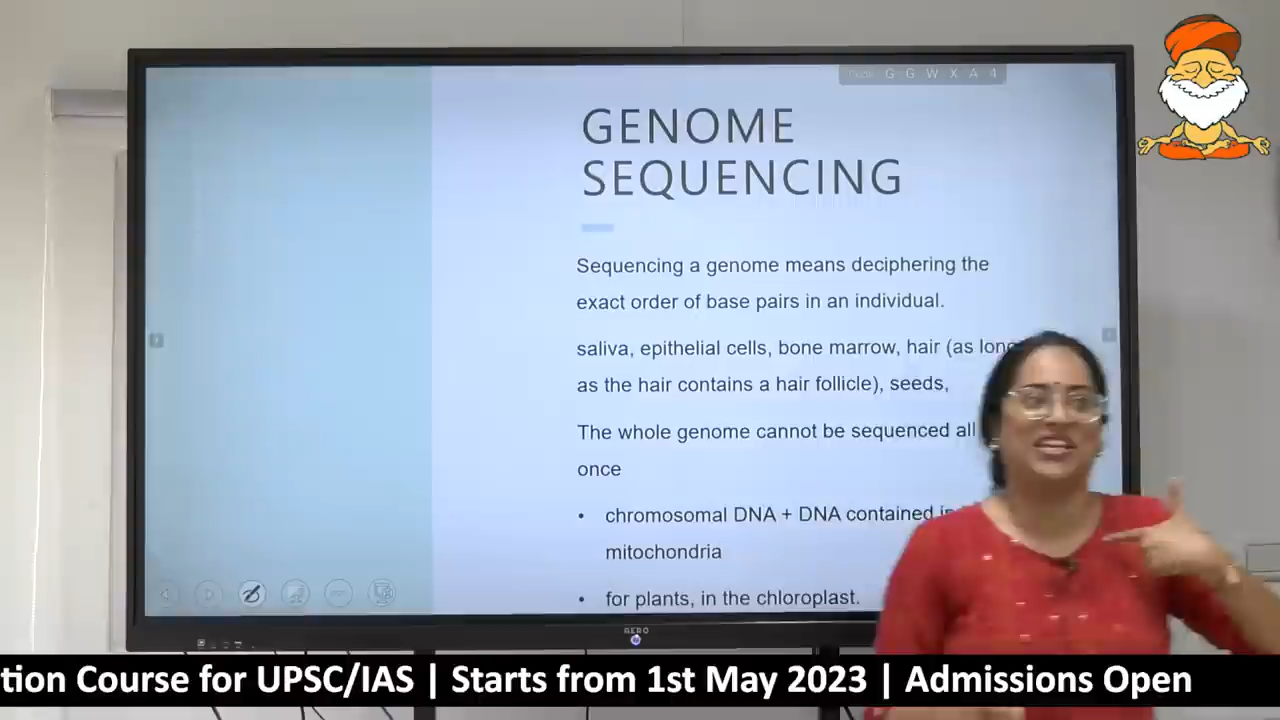 G G W X A 4
GENOME
SEQUENCING
Sequencing a genome means deciphering the
exact order of base pairs in an individual.
saliva, epithelial cells, bone marrow, hair (as long
as the hair contains a hair follicle), seeds,
The whole genome cannot be sequenced all
once
• chromosomal DNA + DNA contained
mitochondria
• for plants, in the chloroplast.
tion Course for UPSC/IAS | Starts from 1st May 2023 | Admissions Open